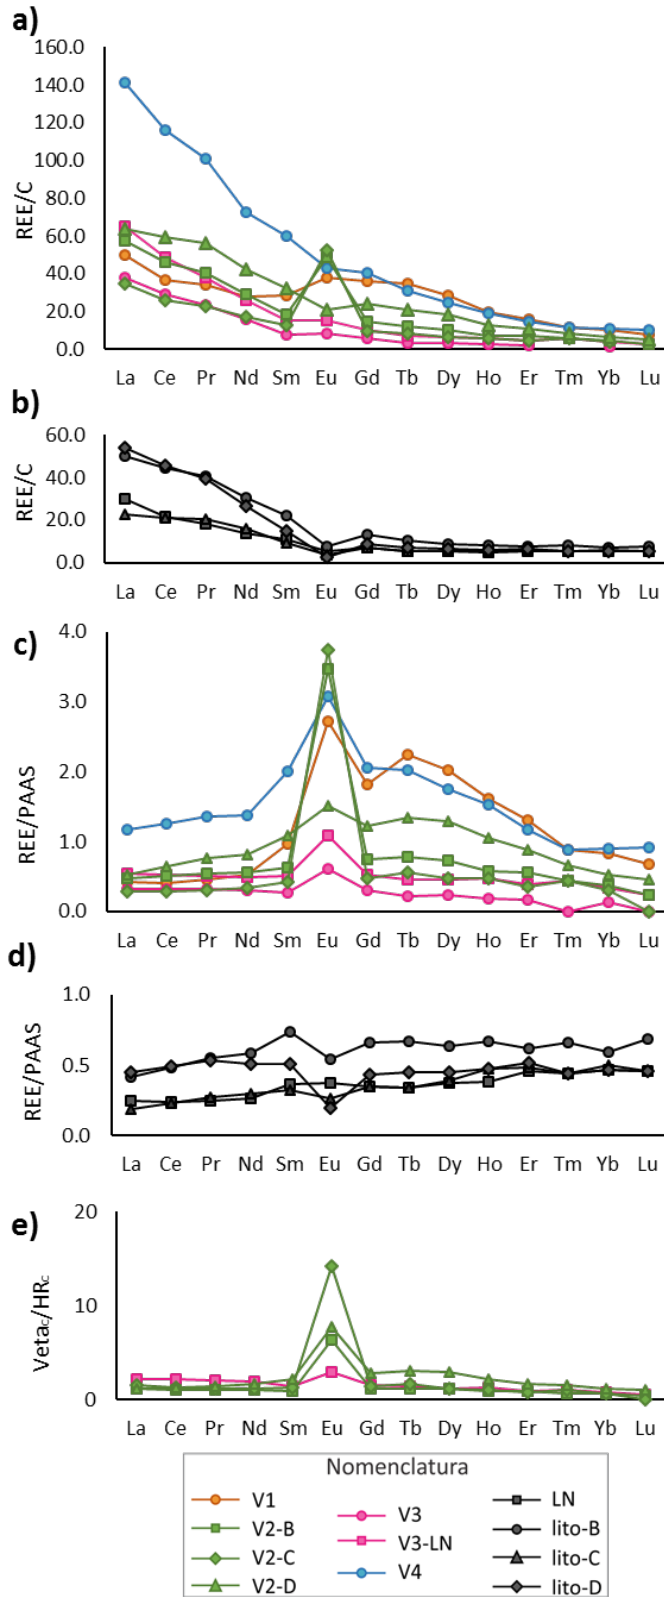 a)
160.0
140.0
120.0
100.0
80.0
60.0
40.0
20.0
0.0
REE/C
La Ce Pr Nd Sm Eu Gd Tb Dy Ho Er Tm Yb Lu
b)
60.0
40.0
20.0
0.0
REE/C
La Ce Pr Nd Sm Eu Gd Tb Dy Ho Er Tm Yb Lu
c)
4.0
3.0
2.0
1.0
0.0
REE/PAAS
La Ce Pr Nd Sm Eu Gd Tb Dy Ho Er Tm Yb Lu
d)
1.0
0.5
0.0
REE/PAAS
La Ce Pr Nd Sm Eu Gd Tb Dy Ho Er Tm Yb Lu
e)
20
10
0
Vetac/HRc
La Ce Pr Nd Sm Eu Gd Tb Dy Ho Er Tm Yb Lu
Nomenclatura
V1
V2-B
V2-C
V2-D
V3
V3-LN
V4
LN
lito-B
lito-C
lito-D